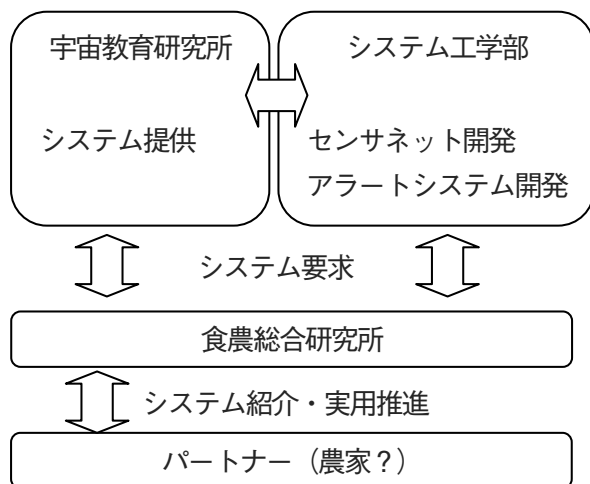 宇宙教育研究所
システム提供
システム工学部
センサネット開発
アラートシステム開発
システム要求
食農総合研究所
システム紹介・実用推進
パートナー（農家？）